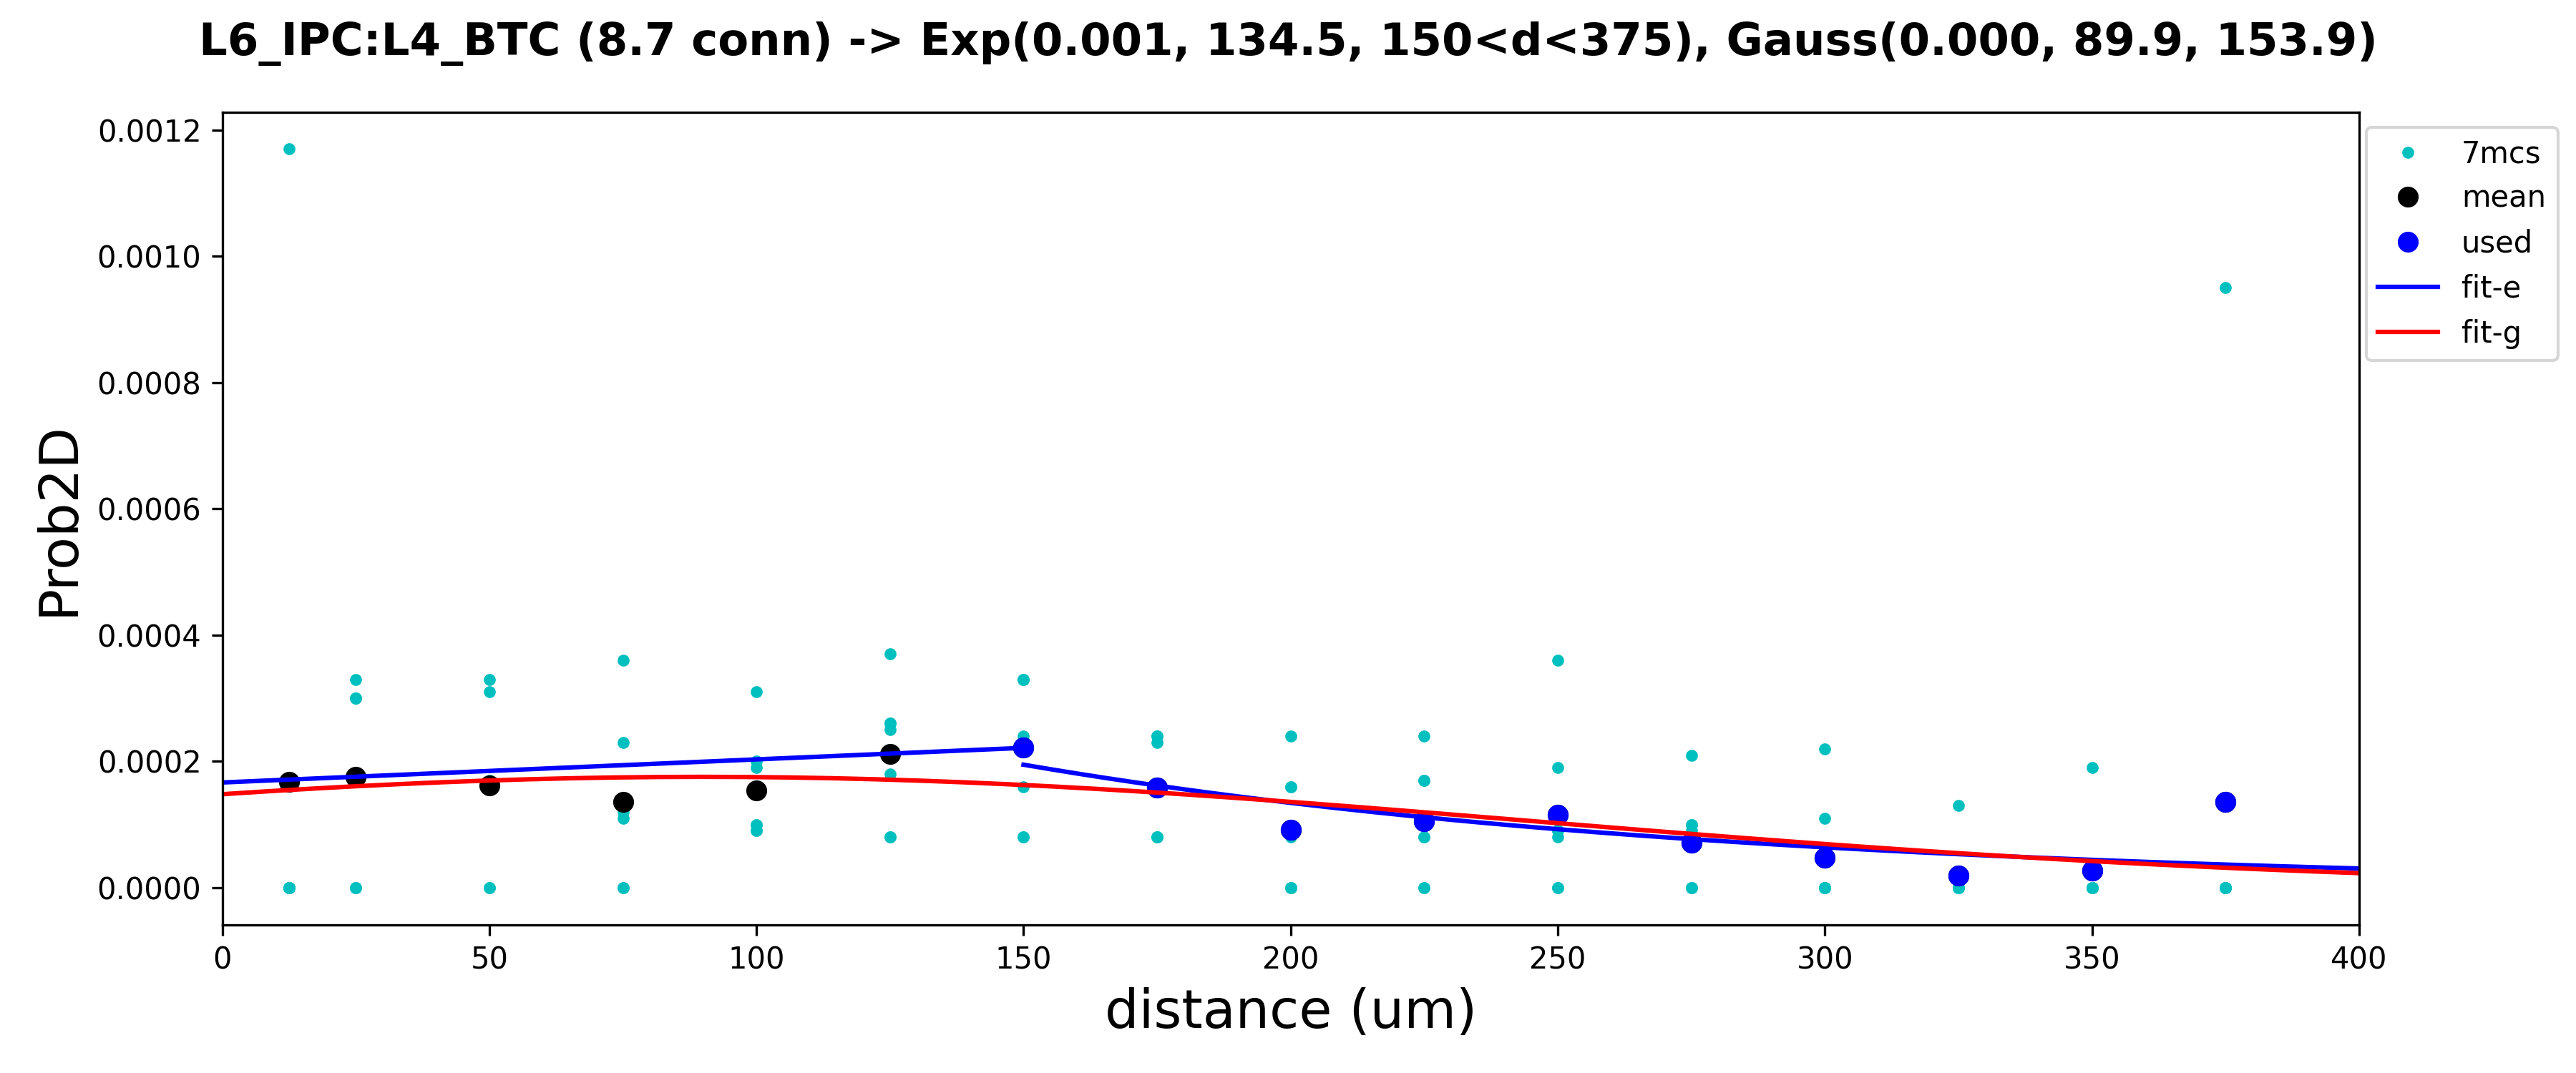 L6_IPC:L4_BTC (8.7 conn) -> Exp(0.001, 134.5, 150<d<375), Gauss(0.000, 89.9, 153.9)
0.0012
0.0010
0.0008
0.0006
0.0004
0.0002
0.0000
Prob2D
0 50 100 150 200 250 300 350 400
distance (um)
7mcs
mean
used
fit-e
fit-g